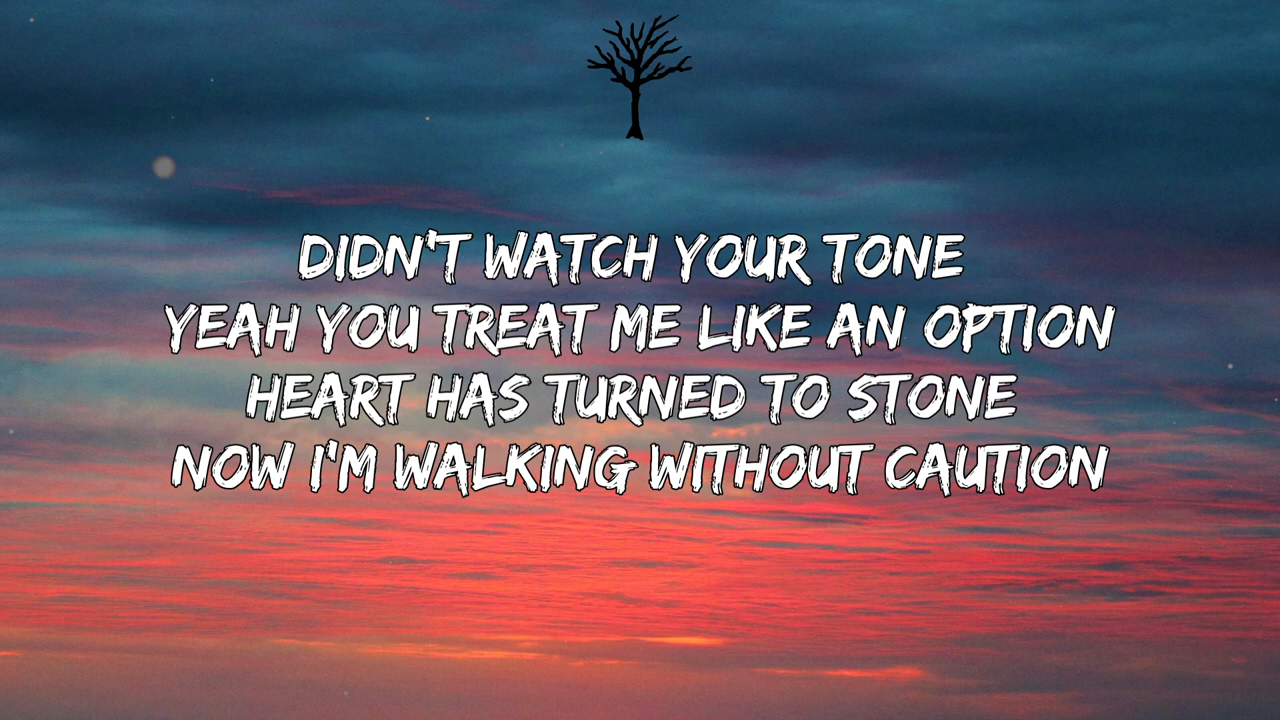 DIDN'T WATCH YOUR TONE
YEAH YOU TREAT ME LIKE AN OPTION
HEART HAS TURNED TO STONE
NOW I'M WALKING WITHOUT CAUTION